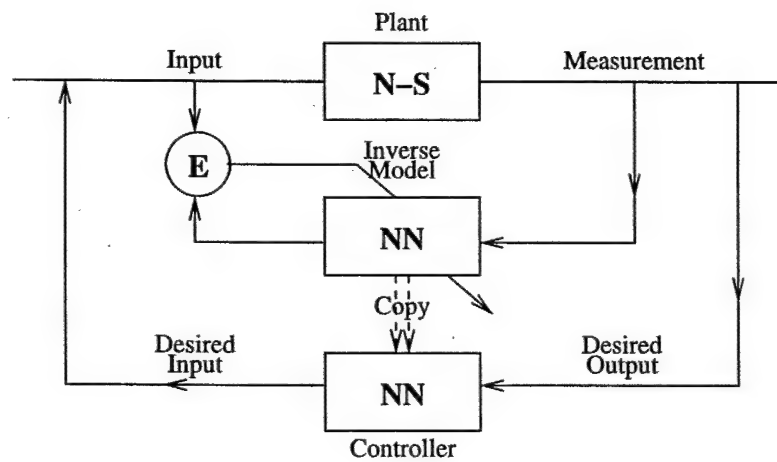 Plant
Input
N–S
Measurement
E
Inverse
Model
NN
Copy
Desired
Input
NN
Desired
Output
Controller